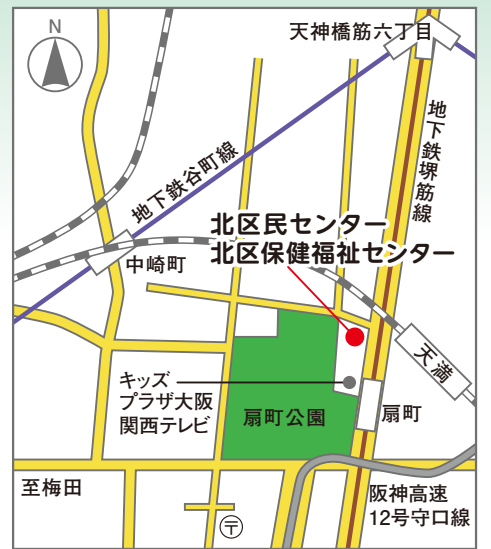 N
天神橋筋六丁目
地下鉄堺筋線
地下鉄谷町線
北区民センター
北区保健福祉センター
中崎町
天満
キッズ
プラザ大阪
関西テレビ
扇町公園
扇町
至梅田
阪神高速
12号守口線
〒